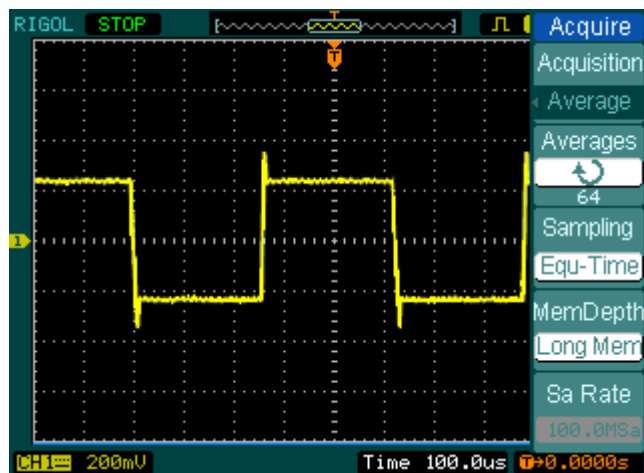 RIGOL STOP T
T
Acquire
Acquisition
Average
Averages
64
Sampling
Equ-Time
MemDepth
Long Mem
Sa Rate
100.0MSa
1
CH1 200mV Time 100.0us T→0.0000s